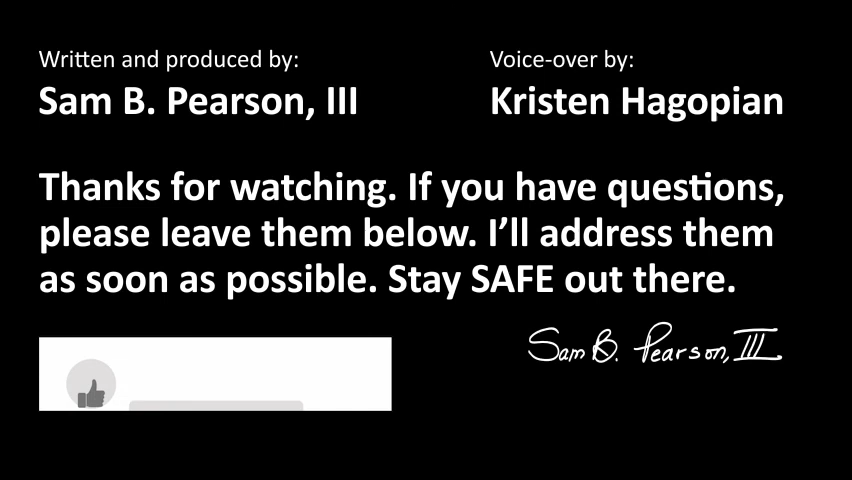 Written and produced by:
Sam B. Pearson, III
Voice-over by:
Kristen Hagopian
Thanks for watching. If you have questions,
please leave them below. I’ll address them
as soon as possible. Stay SAFE out there.
Sam B. Pearson, III